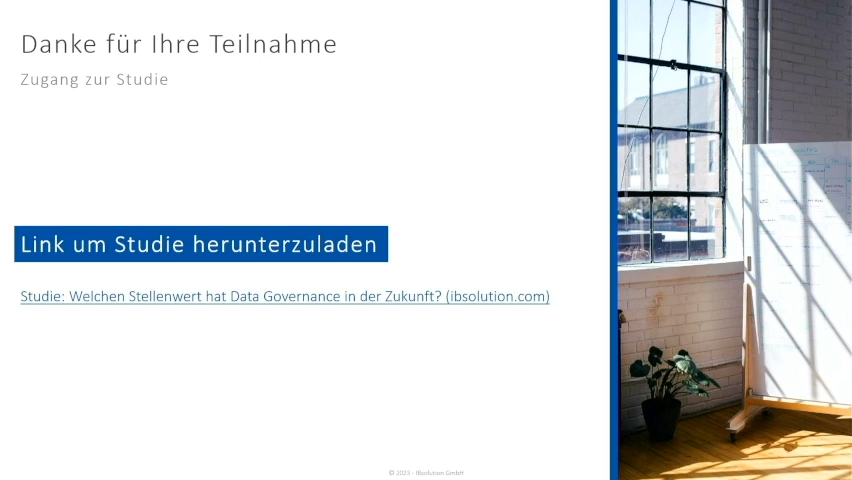 Danke für Ihre Teilnahme
Zugang zur Studie
Link um Studie herunterzuladen
Studie: Welchen Stellenwert hat Data Governance in der Zukunft? (ibsolution.com)
© 2023 - IBsolution GmbH